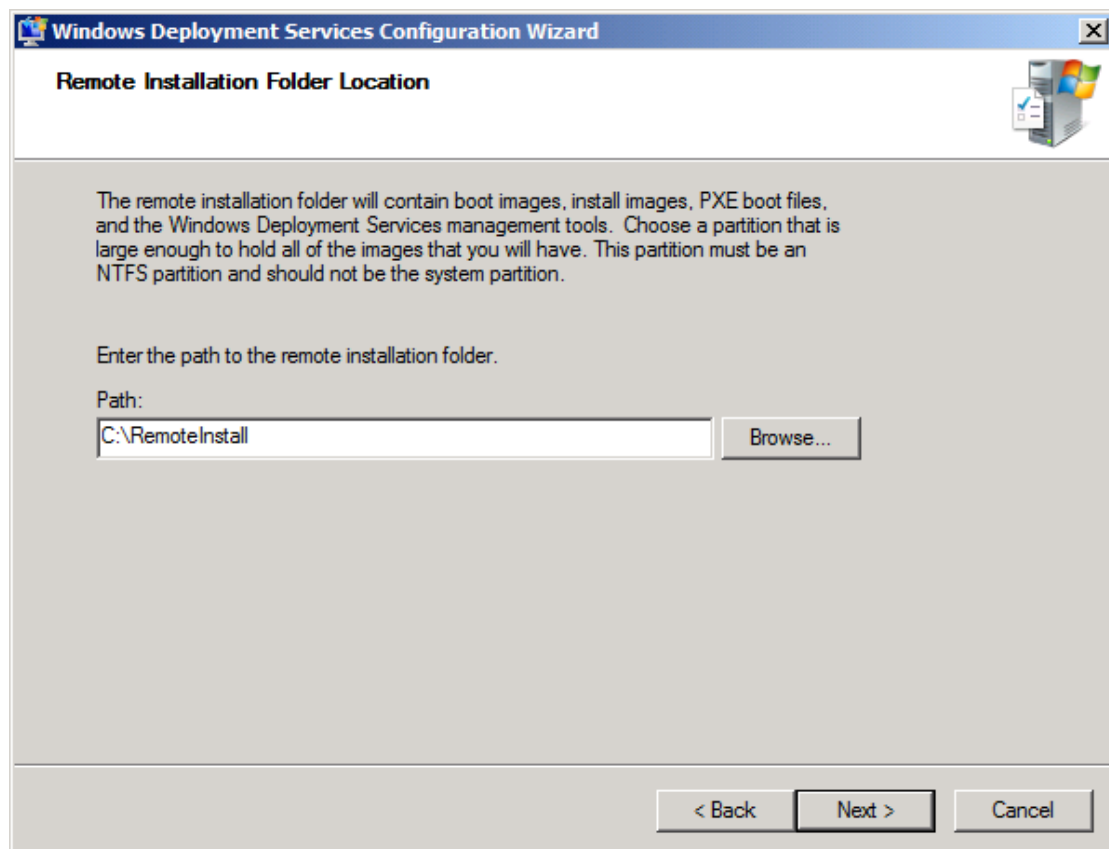 Windows Deployment Services Configuration Wizard
Remote Installation Folder Location
The remote installation folder will contain boot images, install images, PXE boot files,
and the Windows Deployment Services management tools.  Choose a partition that is
large enough to hold all of the images that you will have. This partition must be an
NTFS partition and should not be the system partition.
Enter the path to the remote installation folder.
Path:
C:\RemoteInstall
Browse...
< Back
Next >
Cancel